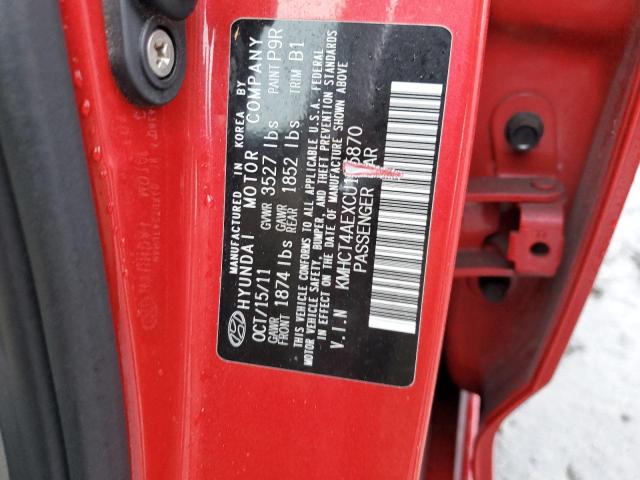 MANUFACTURED IN KOREA BY
HYUNDAI MOTOR COMPANY
OCT/15/11 GVWR 3527 lbs PAINT P9R
GAWR FRONT 1874 lbs GAWR REAR 1852 lbs TRIM B1
THIS VEHICLE CONFORMS TO ALL APPLICABLE U.S.A. FEDERAL
MOTOR VEHICLE SAFETY, BUMPER, AND THEFT PREVENTION STANDARDS
IN EFFECT ON THE DATE OF MANUFACTURE SHOWN ABOVE
V.I.N
PASSENGER